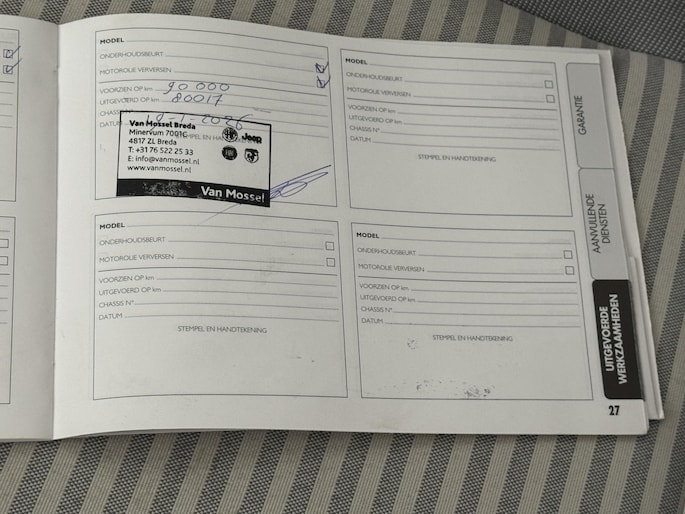 MODEL
ONDERHOUDSBEURT
MOTOROLIE VERVERSEN
VOORZIEN OP km 90 000
UITGEVOERD OP km 80017
CHASSIS N°
DATUM
STEMPEL EN HANDTEKENING
Van Mossel Breda
Minervum 7001C
4817 ZL Breda
T: +31 76 522 25 33
E: info@vanmossel.nl
www.vanmossel.nl
Jeep
FIAT
Van Mossel
MODEL
ONDERHOUDSBEURT
MOTOROLIE VERVERSEN
VOORZIEN OP km
UITGEVOERD OP km
CHASSIS N°
DATUM
STEMPEL EN HANDTEKENING
MODEL
ONDERHOUDSBEURT
MOTOROLIE VERVERSEN
VOORZIEN OP km
UITGEVOERD OP km
CHASSIS N°
DATUM
STEMPEL EN HANDTEKENING
MODEL
ONDERHOUDSBEURT
MOTOROLIE VERVERSEN
VOORZIEN OP km
UITGEVOERD OP km
CHASSIS N°
DATUM
STEMPEL EN HANDTEKENING
GARANTIE
AANVULLENDE
DIENSTEN
UITGEVOERDE
WERKZAAMHEDEN
27